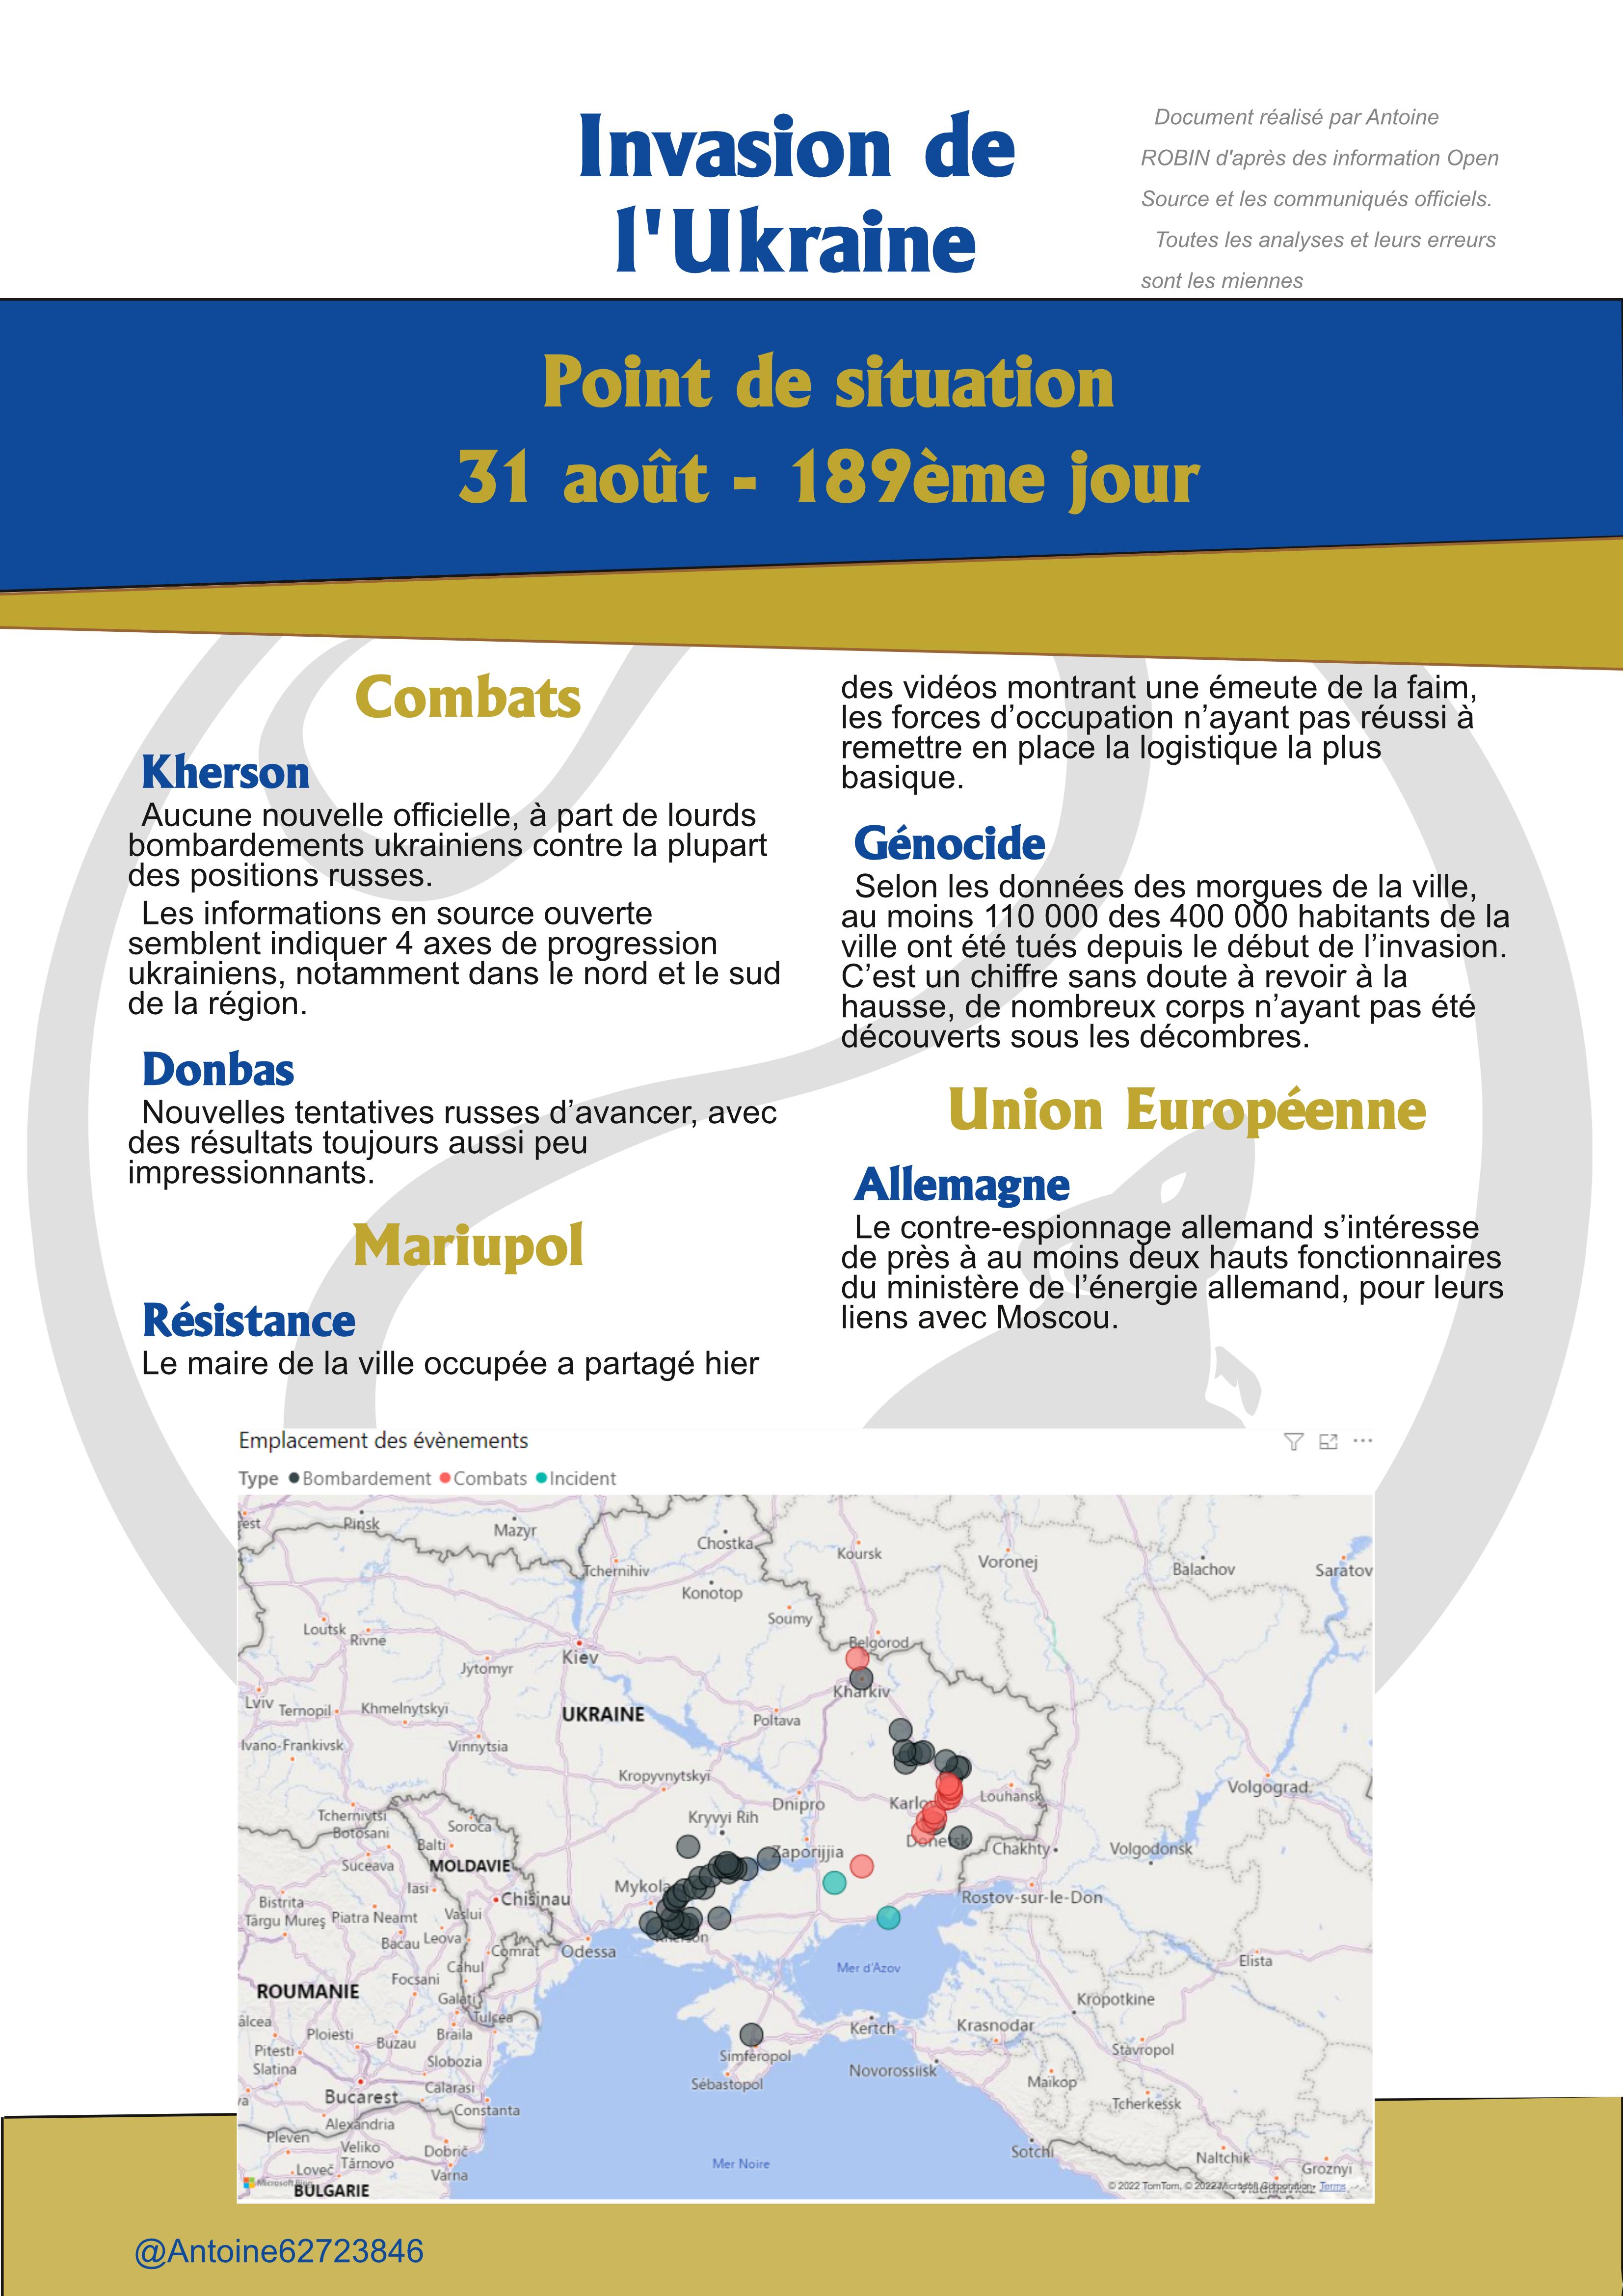 Invasion de
l'Ukraine
Document réalisé par Antoine
ROBIN d'après des information Open
Source et les communiqués officiels.
Toutes les analyses et leurs erreurs
sont les miennes
Point de situation
31 août - 189ème jour
Combats
Kherson
Aucune nouvelle officielle, à part de lourds
bombardements ukrainiens contre la plupart
des positions russes.
Les informations en source ouverte
semblent indiquer 4 axes de progression
ukrainiens, notamment dans le nord et le sud
de la région.
Donbas
Nouvelles tentatives russes d’avancer, avec
des résultats toujours aussi peu
impressionnants.
Mariupol
Résistance
Le maire de la ville occupée a partagé hier
des vidéos montrant une émeute de la faim,
les forces d’occupation n’ayant pas réussi à
remettre en place la logistique la plus
basique.
Génocide
Selon les données des morgues de la ville,
au moins 110 000 des 400 000 habitants de la
ville ont été tués depuis le début de l’invasion.
C’est un chiffre sans doute à revoir à la
hausse, de nombreux corps n’ayant pas été
découverts sous les décombres.
Union Européenne
Allemagne
Le contre-espionnage allemand s’intéresse
de près à au moins deux hauts fonctionnaires
du ministère de l’énergie allemand, pour leurs
liens avec Moscou.
Emplacement des évènements
Type Bombardement Combats Incident
rest
Pinsk
Mazyr
Chostka
Koursk
Voronej
Balachov
Saratov
Tchernihiv
Konotop
Soumy
Loutsk
Rivne
Belgorod
Kiev
Jytomyr
Kharkiv
Lviv
Ternopil
Khmelnytskyï
UKRAINE
Poltava
Ivano-Frankivsk
Vinnytsia
Kropyvnytskyï
Volgograd
Dnipro
Karlo
Louhansk
Tchernivtsi
Botosani
Soroca
Kryvyi Rih
Balti
Donetsk
Chakhty
Volgodonsk
Suceava
MOLDAVIE
Zaporijjia
Iasi
Mykola
Chișinau
Rostov-sur-le-Don
Bistrita
Târgu Mureș
Piatra Neamt
Vaslui
Bacau
Leova
Comrat
Odessa
Kherson
Elista
Cahul
Mer d'Azov
Focsani
ROUMANIE
Galați
Kropotkine
âlcea
Tulcea
Ploiesti
Braila
Kertch
Krasnodar
Buzau
Pitesti
Simferopol
Stavropol
Slobozia
Slatina
Novorossiisk
Sébastopol
Maïkop
va
Bucarest
Calarasi
Tcherkessk
Constanta
Alexandria
Pleven
Veliko
Tărnovo
Dobrič
Sotchi
Naltchik
Loveč
Varna
Mer Noire
Groznyi
Microsoft Bing
BULGARIE
© 2022 TomTom, © 2022 Microsoft Corporation Terms
@Antoine62723846